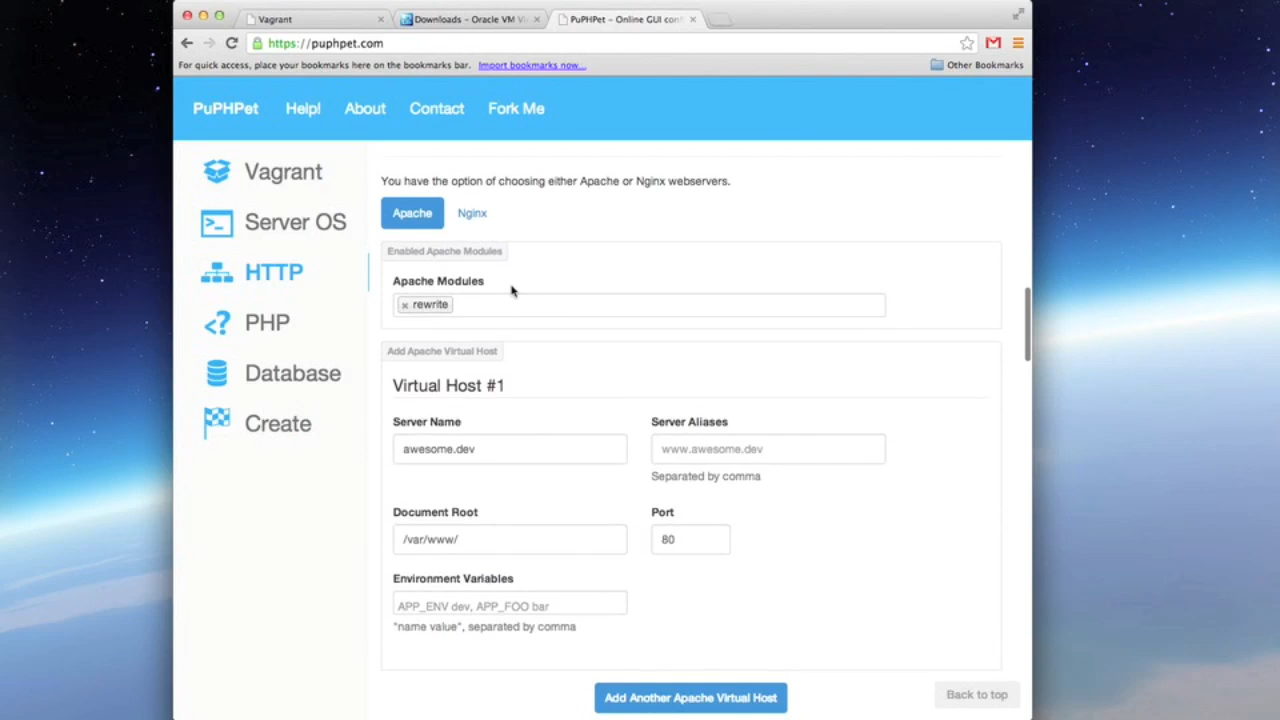 Vagrant
Downloads – Oracle VM Vi
PuPHPet – Online GUI conf
https://puphpet.com
For quick access, place your bookmarks here on the bookmarks bar. Import bookmarks now...
Other Bookmarks
PuPHPet Help! About Contact Fork Me
Vagrant
Server OS
HTTP
PHP
Database
Create
You have the option of choosing either Apache or Nginx webservers.
Apache Nginx
Enabled Apache Modules
Apache Modules
× rewrite
Add Apache Virtual Host
Virtual Host #1
Server Name
awesome.dev
Server Aliases
www.awesome.dev
Separated by comma
Document Root
/var/www/
Port
80
Environment Variables
APP_ENV dev, APP_FOO bar
"name value", separated by comma
Add Another Apache Virtual Host
Back to top